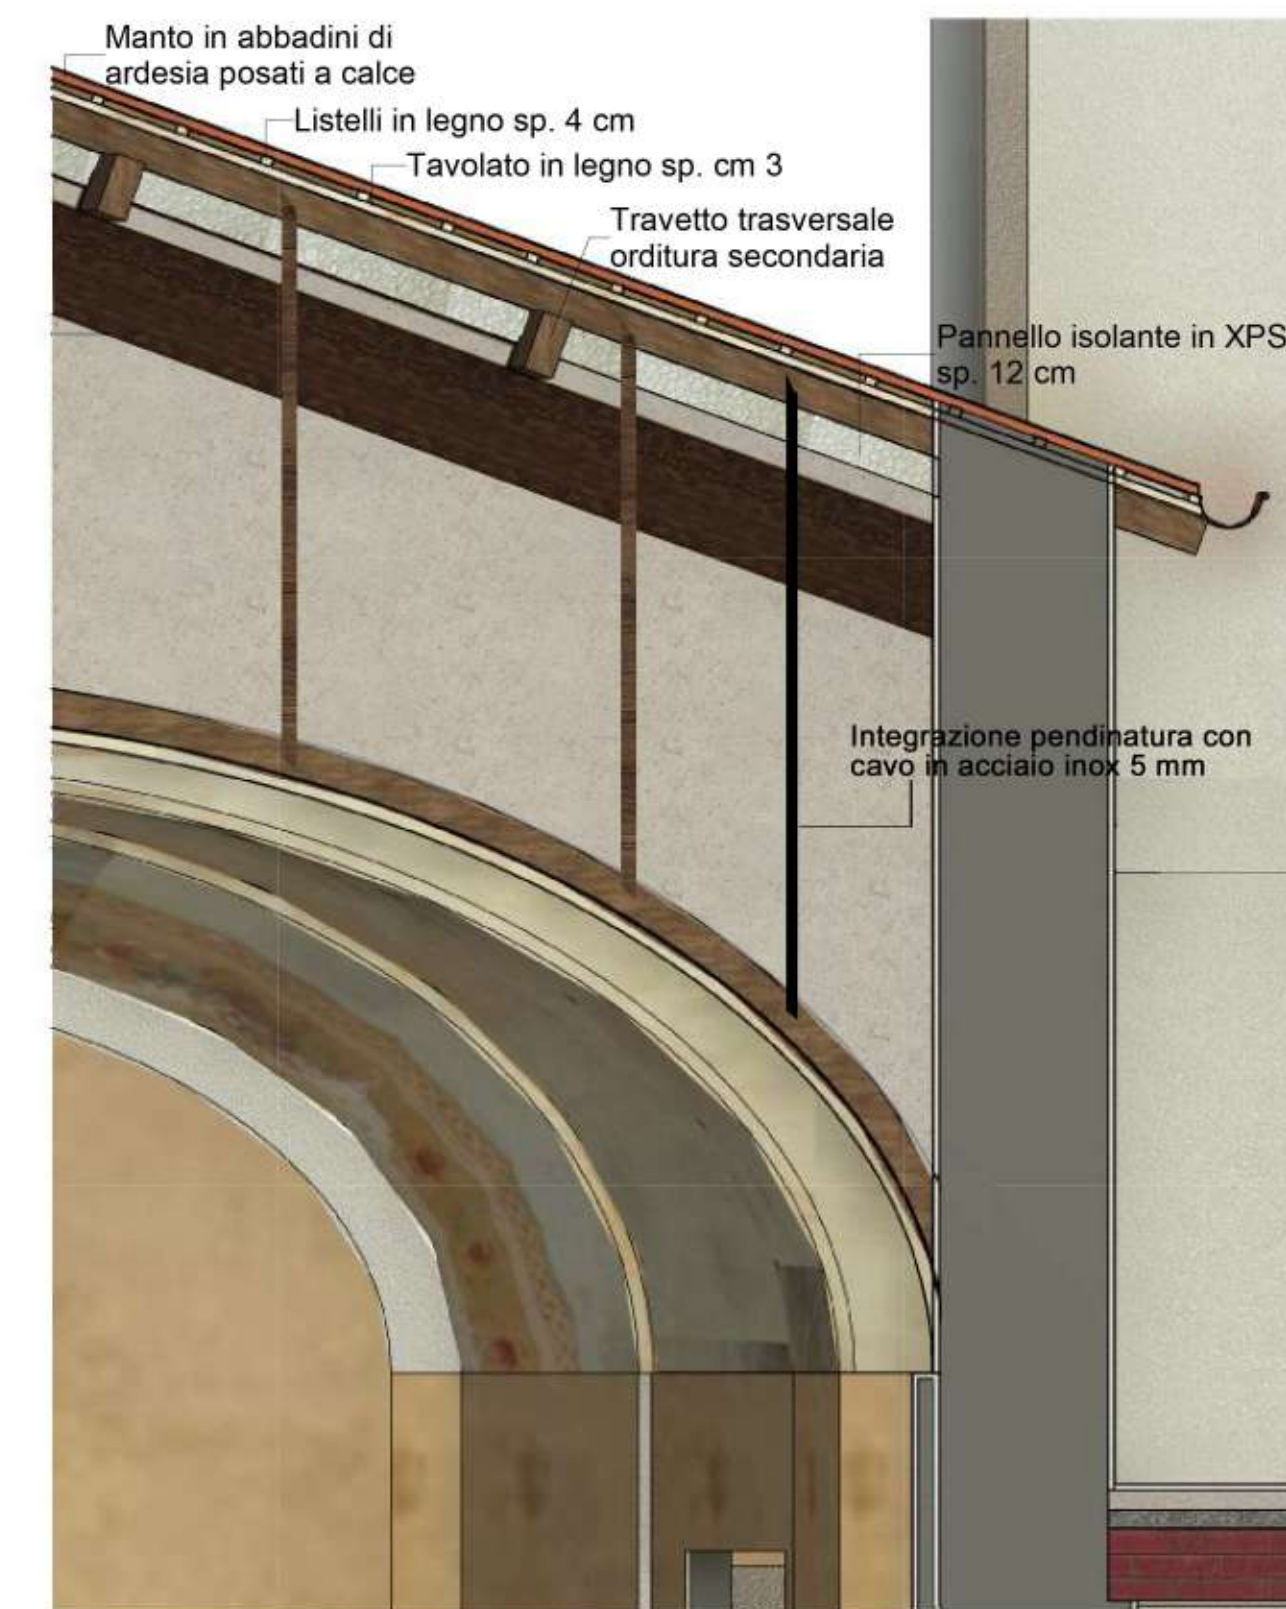 Manto in abbadini di
ardesia posati a calce
Listelli in legno sp. 4 cm
Tavolato in legno sp. cm 3
Travetto trasversale
orditura secondaria
Pannello isolante in XPS
sp. 12 cm
Integrazione pendinatura con
cavo in acciaio inox 5 mm